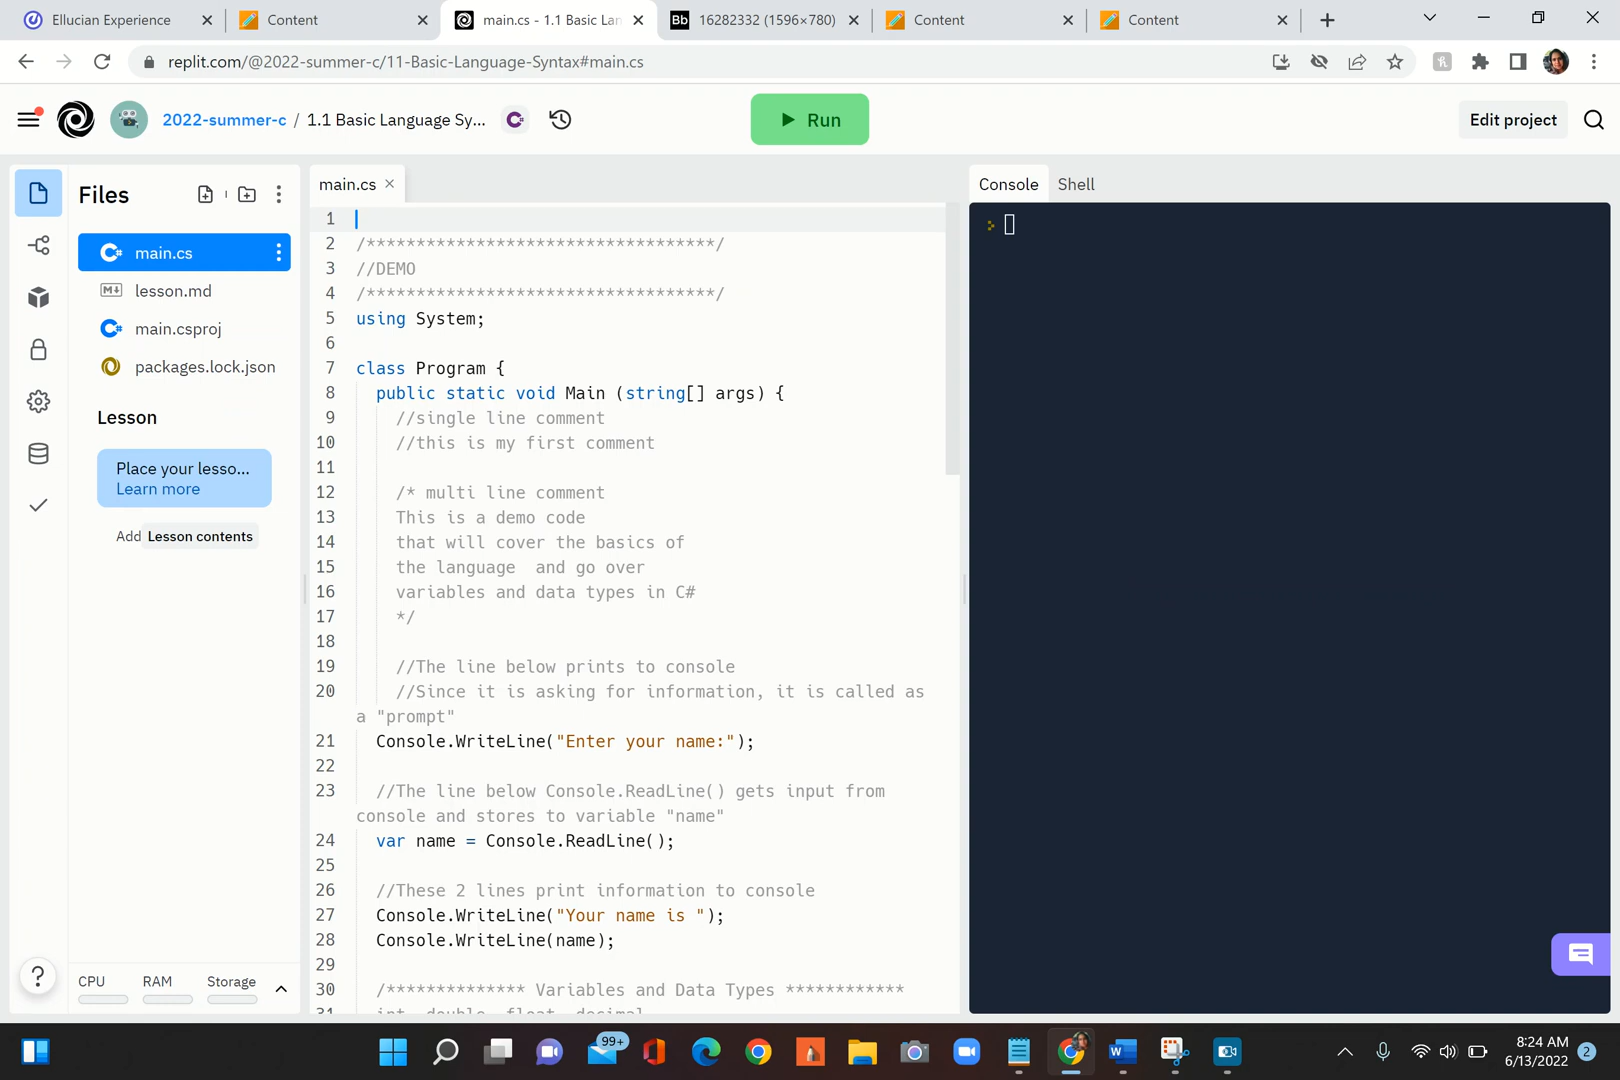 Ellucian Experience
Content
main.cs - 1.1 Basic Lan
Bb 16282332 (1596×780)
Content
Content
replit.com/@2022-summer-c/11-Basic-Language-Syntax#main.cs
2022-summer-c / 1.1 Basic Language Sy...
Run
Edit project
Files
main.cs
lesson.md
main.csproj
packages.lock.json
Lesson
Place your lesso...
Learn more
Add Lesson contents
CPU RAM Storage
main.cs
1
2 /***********************************/
3 //DEMO
4 /***********************************/
5 using System;
6
7 class Program {
8 public static void Main (string[] args) {
9 //single line comment
10 //this is my first comment
11
12 /* multi line comment
13 This is a demo code
14 that will cover the basics of
15 the language  and go over
16 variables and data types in C#
17 */
18
19 //The line below prints to console
20 //Since it is asking for information, it is called as
a "prompt"
21 Console.WriteLine("Enter your name:");
22
23 //The line below Console.ReadLine() gets input from
console and stores to variable "name"
24 var name = Console.ReadLine();
25
26 //These 2 lines print information to console
27 Console.WriteLine("Your name is ");
28 Console.WriteLine(name);
29
30 /************** Variables and Data Types ************
31 int, double, float, decimal
Console Shell
99+
8:24 AM
6/13/2022
2